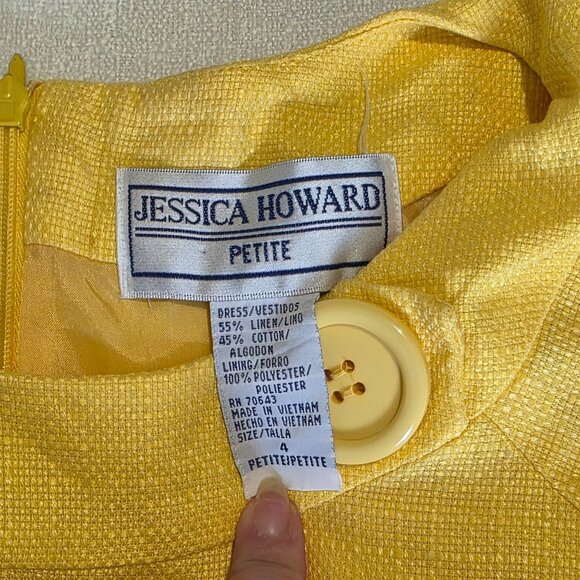 JESSICA HOWARD
PETITE
DRESS/VESTIDOS
55% LINEN/LINO
45% COTTON/
ALGODON
LINING/FORRO
100% POLYESTER/
POLIESTER
RN 70643
MADE IN VIETNAM
HECHO EN VIETNAM
SIZE/TALLA
4
PETITE/PETITE